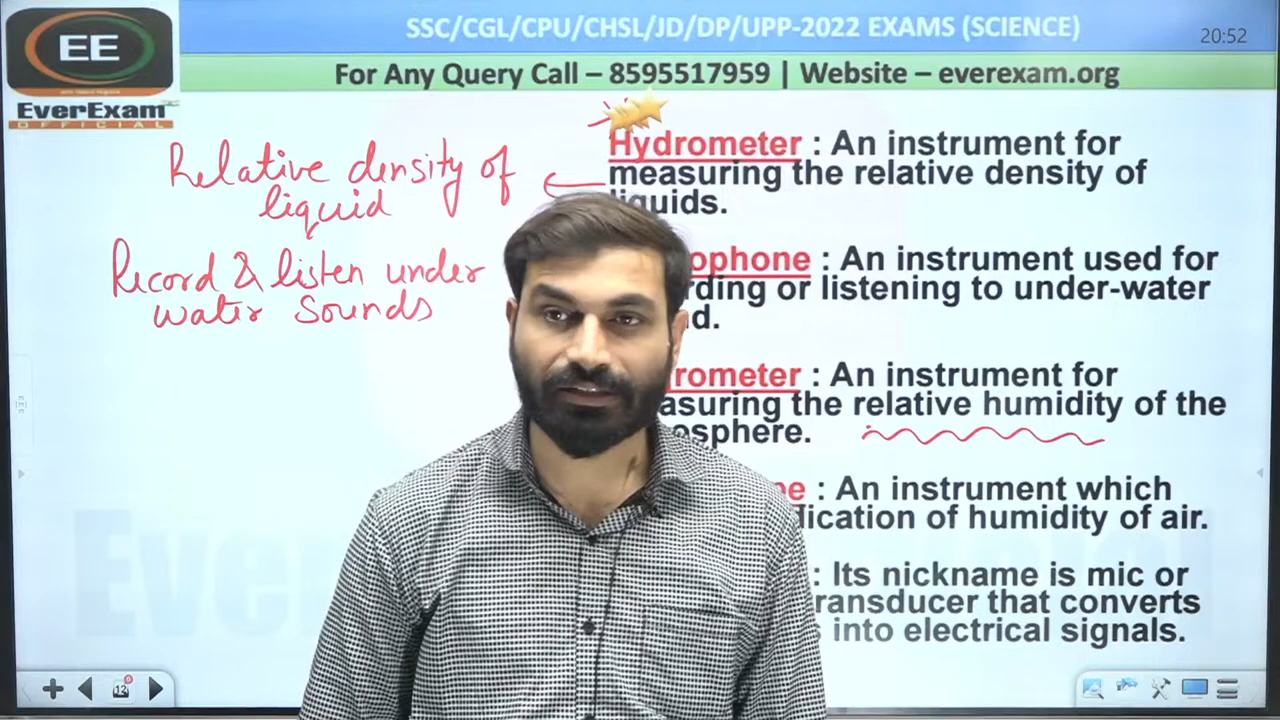 EE
EverExam
OFFICIAL
SSC/CGL/CPU/CHSL/JD/DP/UPP-2022 EXAMS (SCIENCE)
20:52
For Any Query Call – 8595517959 | Website – everexam.org
Relative density of
liquid
Record & listen under
water sounds
Hydrometer : An instrument for
measuring the relative density of
liquids.
ophone : An instrument used for
rding or listening to under-water
d.
rometer : An instrument for
asuring the relative humidity of the
osphere.
pe : An instrument which
dication of humidity of air.
: Its nickname is mic or
ransducer that converts
into electrical signals.
12